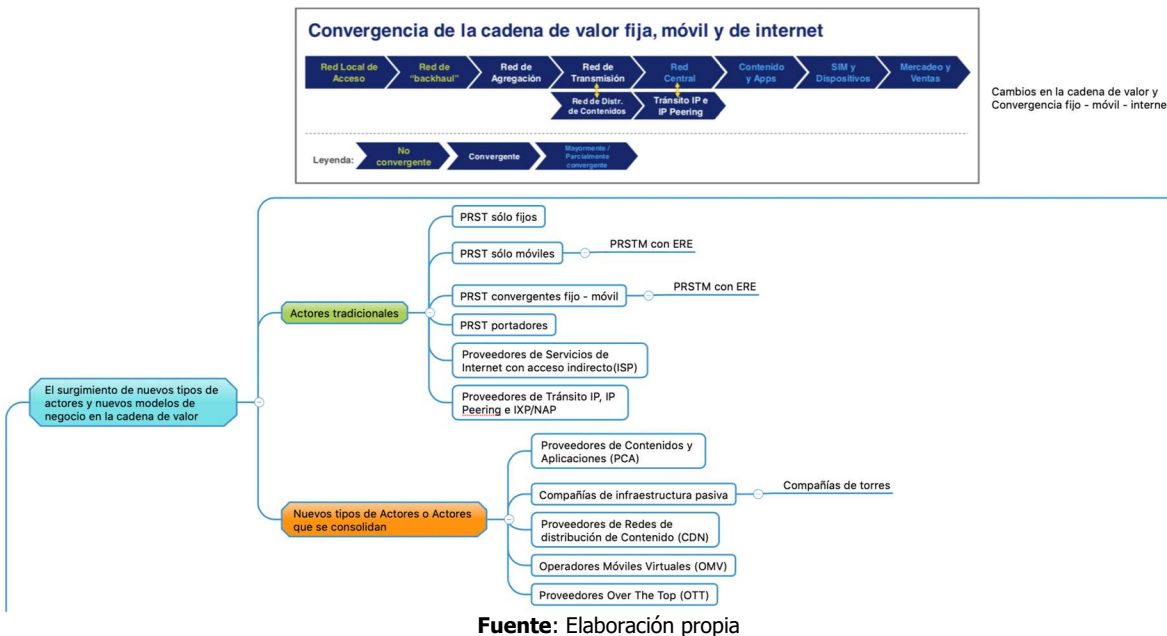 Convergencia de la cadena de valor fija, móvil y de internet
Red Local de
Acceso
Red de
“backhaul”
Red de
Agregación
Red de
Transmisión
Red
Central
Contenido
y Apps
SIM y
Dispositivos
Mercadeo y
Ventas
Red de Distr.
de Contenidos
Tránsito IP e
IP Peering
Leyenda:
No
convergente
Convergente
Mayormente /
Parcialmente
convergente
Cambios en la cadena de valor y
Convergencia fijo - móvil - interne
El surgimiento de nuevos tipos de
actores y nuevos modelos de
negocio en la cadena de valor
Actores tradicionales
PRST sólo fijos
PRST sólo móviles
PRSTM con ERE
PRST convergentes fijo - móvil
PRSTM con ERE
PRST portadores
Proveedores de Servicios de
Internet con acceso indirecto(ISP)
Proveedores de Tránsito IP, IP
Peering e IXP/NAP
Nuevos tipos de Actores o Actores
que se consolidan
Proveedores de Contenidos y
Aplicaciones (PCA)
Compañías de infraestructura pasiva
Compañías de torres
Proveedores de Redes de
distribución de Contenido (CDN)
Operadores Móviles Virtuales (OMV)
Proveedores Over The Top (OTT)
Fuente: Elaboración propia